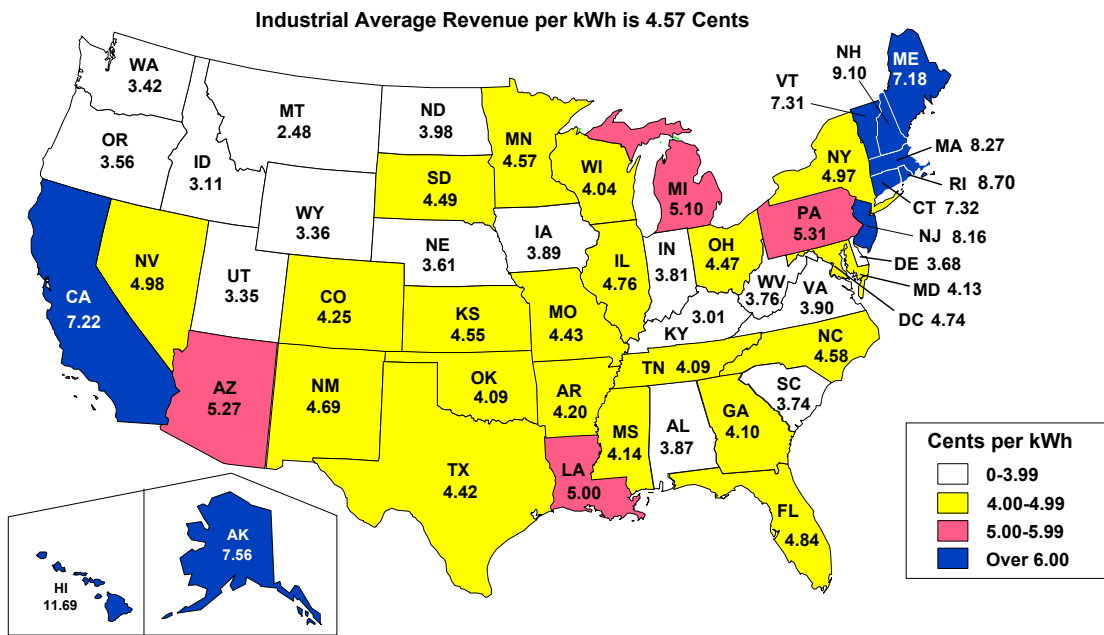 Industrial Average Revenue per kWh is 4.57 Cents
WA
3.42
MT
2.48
ND
3.98
MN
4.57
VT
7.31
NH
9.10
ME
7.18
OR
3.56
ID
3.11
SD
4.49
WI
4.04
MI
5.10
NY
4.97
MA 8.27
RI 8.70
CT 7.32
NJ 8.16
DE 3.68
MD 4.13
DC 4.74
WY
3.36
NE
3.61
IA
3.89
IL
4.76
IN
3.81
OH
4.47
PA
5.31
WV
3.76
VA
3.90
CA
7.22
NV
4.98
UT
3.35
CO
4.25
KS
4.55
MO
4.43
3.01
KY
TN 4.09
NC
4.58
AZ
5.27
NM
4.69
OK
4.09
AR
4.20
SC
3.74
MS
4.14
AL
3.87
GA
4.10
TX
4.42
LA
5.00
FL
4.84
AK
7.56
HI
11.69
Cents per kWh
0-3.99
4.00-4.99
5.00-5.99
Over 6.00